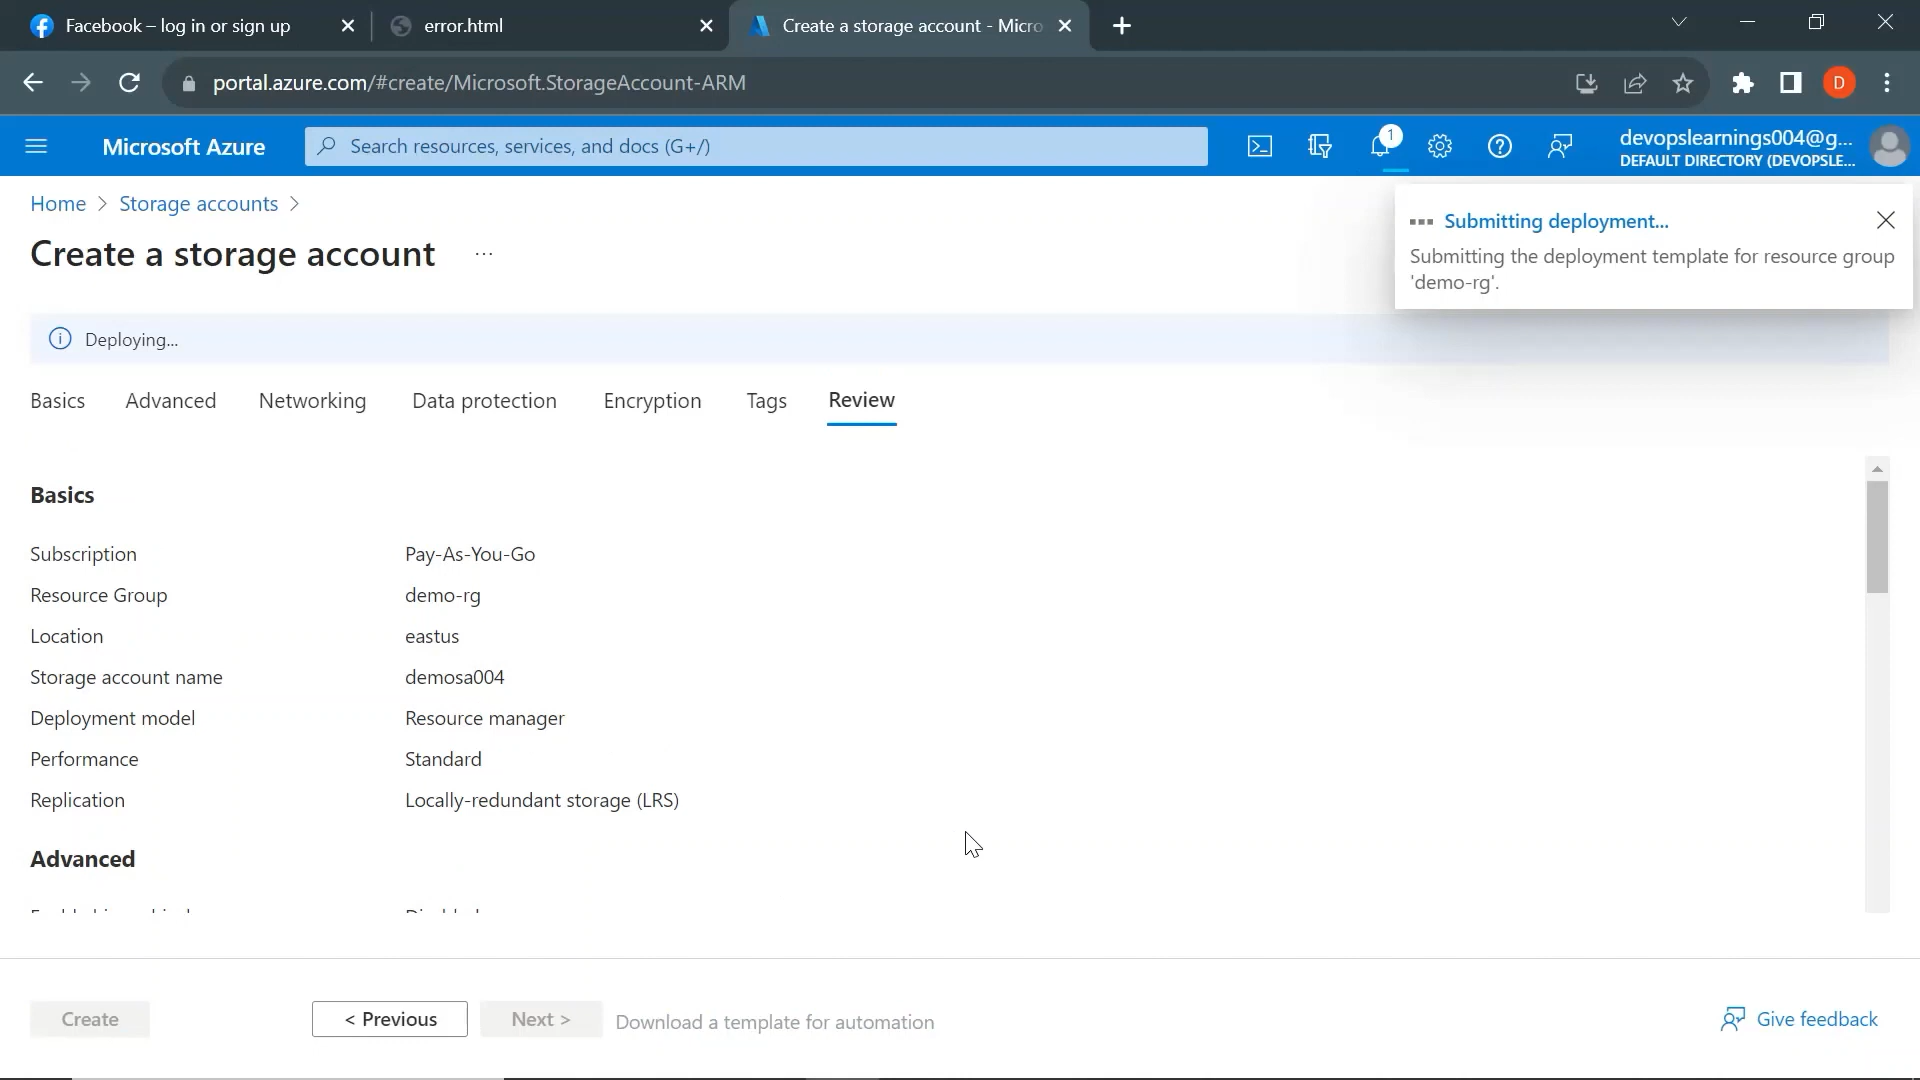 Facebook – log in or sign up
error.html
Create a storage account - Micro
portal.azure.com/#create/Microsoft.StorageAccount-ARM
D
Microsoft Azure
Search resources, services, and docs (G+/)
1
devopslearnings004@g...
DEFAULT DIRECTORY (DEVOPSLE...
Home > Storage accounts >
Create a storage account ...
Submitting deployment...
Submitting the deployment template for resource group
'demo-rg'.
Deploying...
Basics Advanced Networking Data protection Encryption Tags Review
Basics
Subscription Pay-As-You-Go
Resource Group demo-rg
Location eastus
Storage account name demosa004
Deployment model Resource manager
Performance Standard
Replication Locally-redundant storage (LRS)
Advanced
Create
< Previous
Next >
Download a template for automation
Give feedback